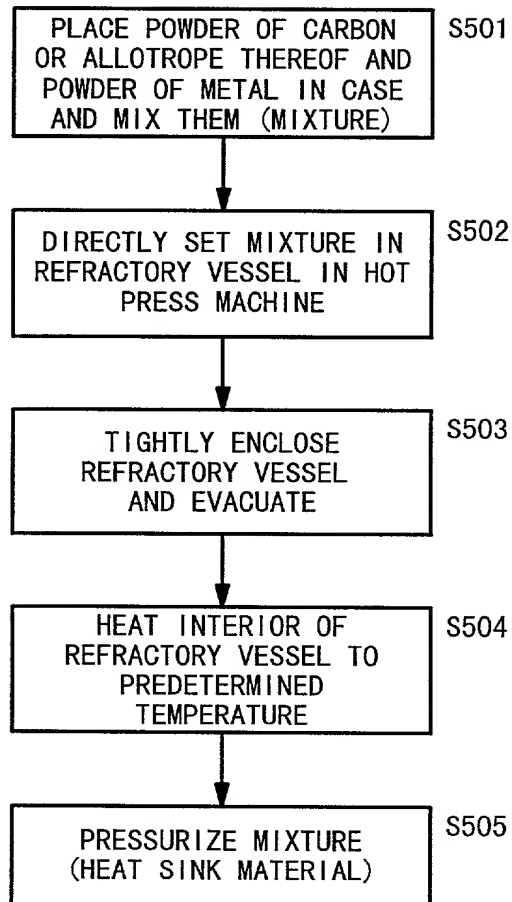 PLACE POWDER OF CARBON
OR ALLOTROPE THEREOF AND
POWDER OF METAL IN CASE
AND MIX THEM (MIXTURE)
S501
DIRECTLY SET MIXTURE IN
REFRACTORY VESSEL IN HOT
PRESS MACHINE
S502
TIGHTLY ENCLOSE
REFRACTORY VESSEL
AND EVACUATE
S503
HEAT INTERIOR OF
REFRACTORY VESSEL TO
PREDETERMINED
TEMPERATURE
S504
PRESSURIZE MIXTURE
(HEAT SINK MATERIAL)
S505